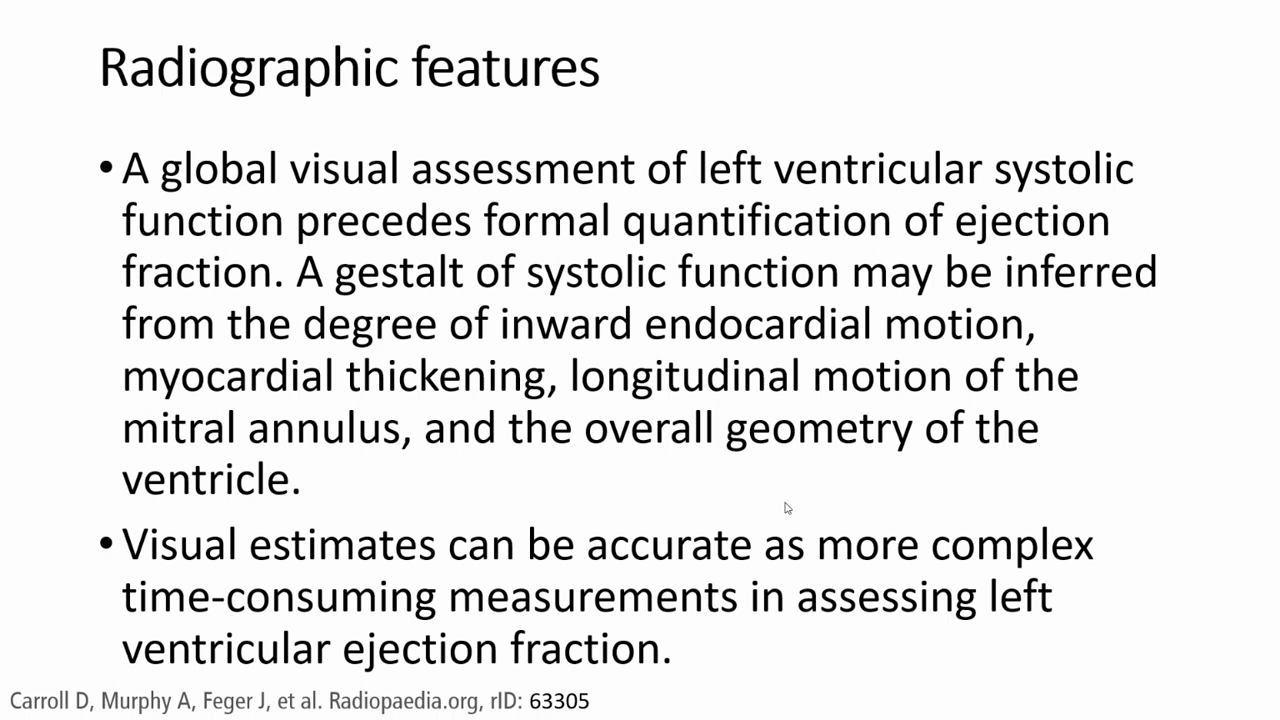 Radiographic features
• A global visual assessment of left ventricular systolic
function precedes formal quantification of ejection
fraction. A gestalt of systolic function may be inferred
from the degree of inward endocardial motion,
myocardial thickening, longitudinal motion of the
mitral annulus, and the overall geometry of the
ventricle.
• Visual estimates can be accurate as more complex
time-consuming measurements in assessing left
ventricular ejection fraction.
Carroll D, Murphy A, Feger J, et al. Radiopaedia.org, rID: 63305